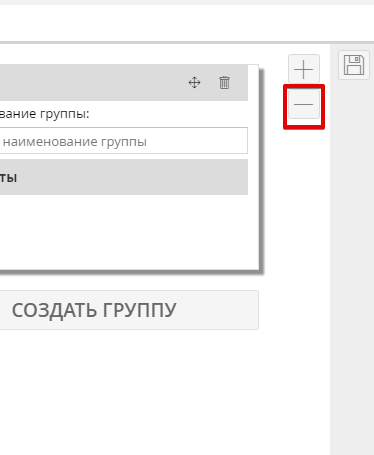 вание группы:
наименование группы
ты
СОЗДАТЬ ГРУППУ